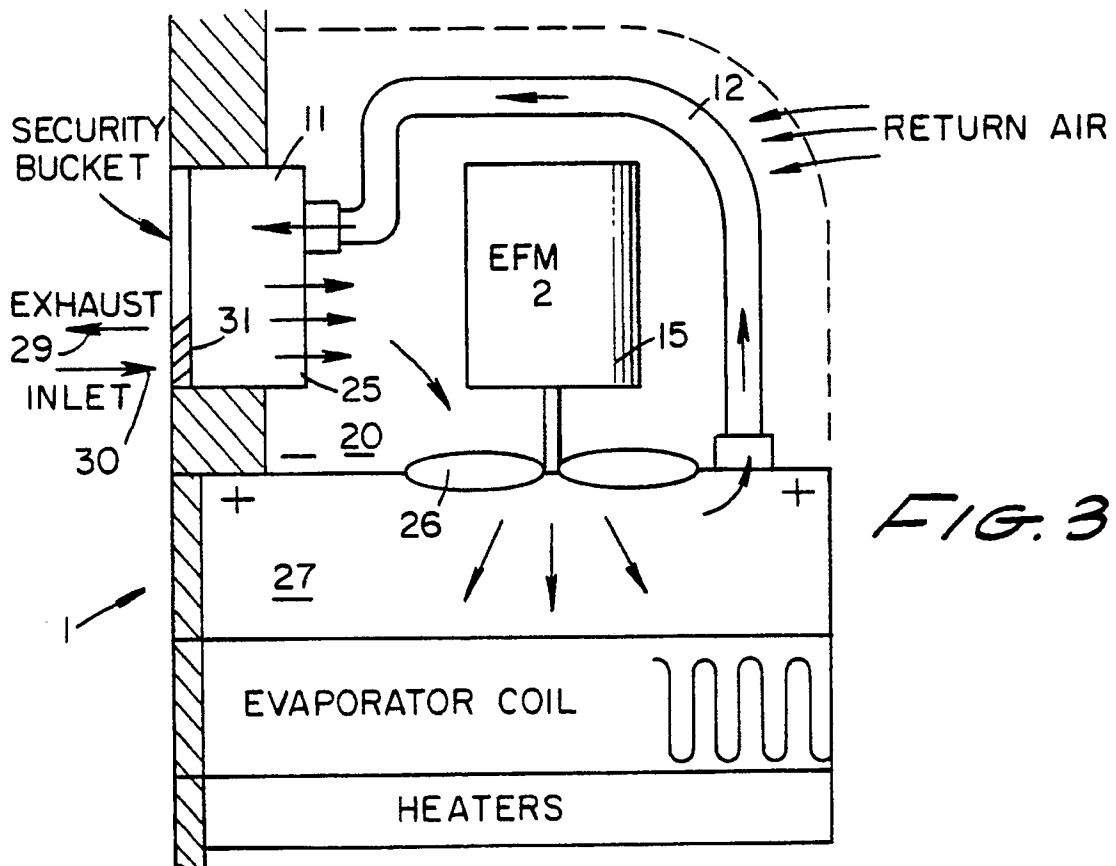 12
11
SECURITY
BUCKET
RETURN AIR
EFM
2
EXHAUST
31
29
15
25
INLET
30
20
−
26
+
+
FIG. 3
27
1
EVAPORATOR COIL
HEATERS